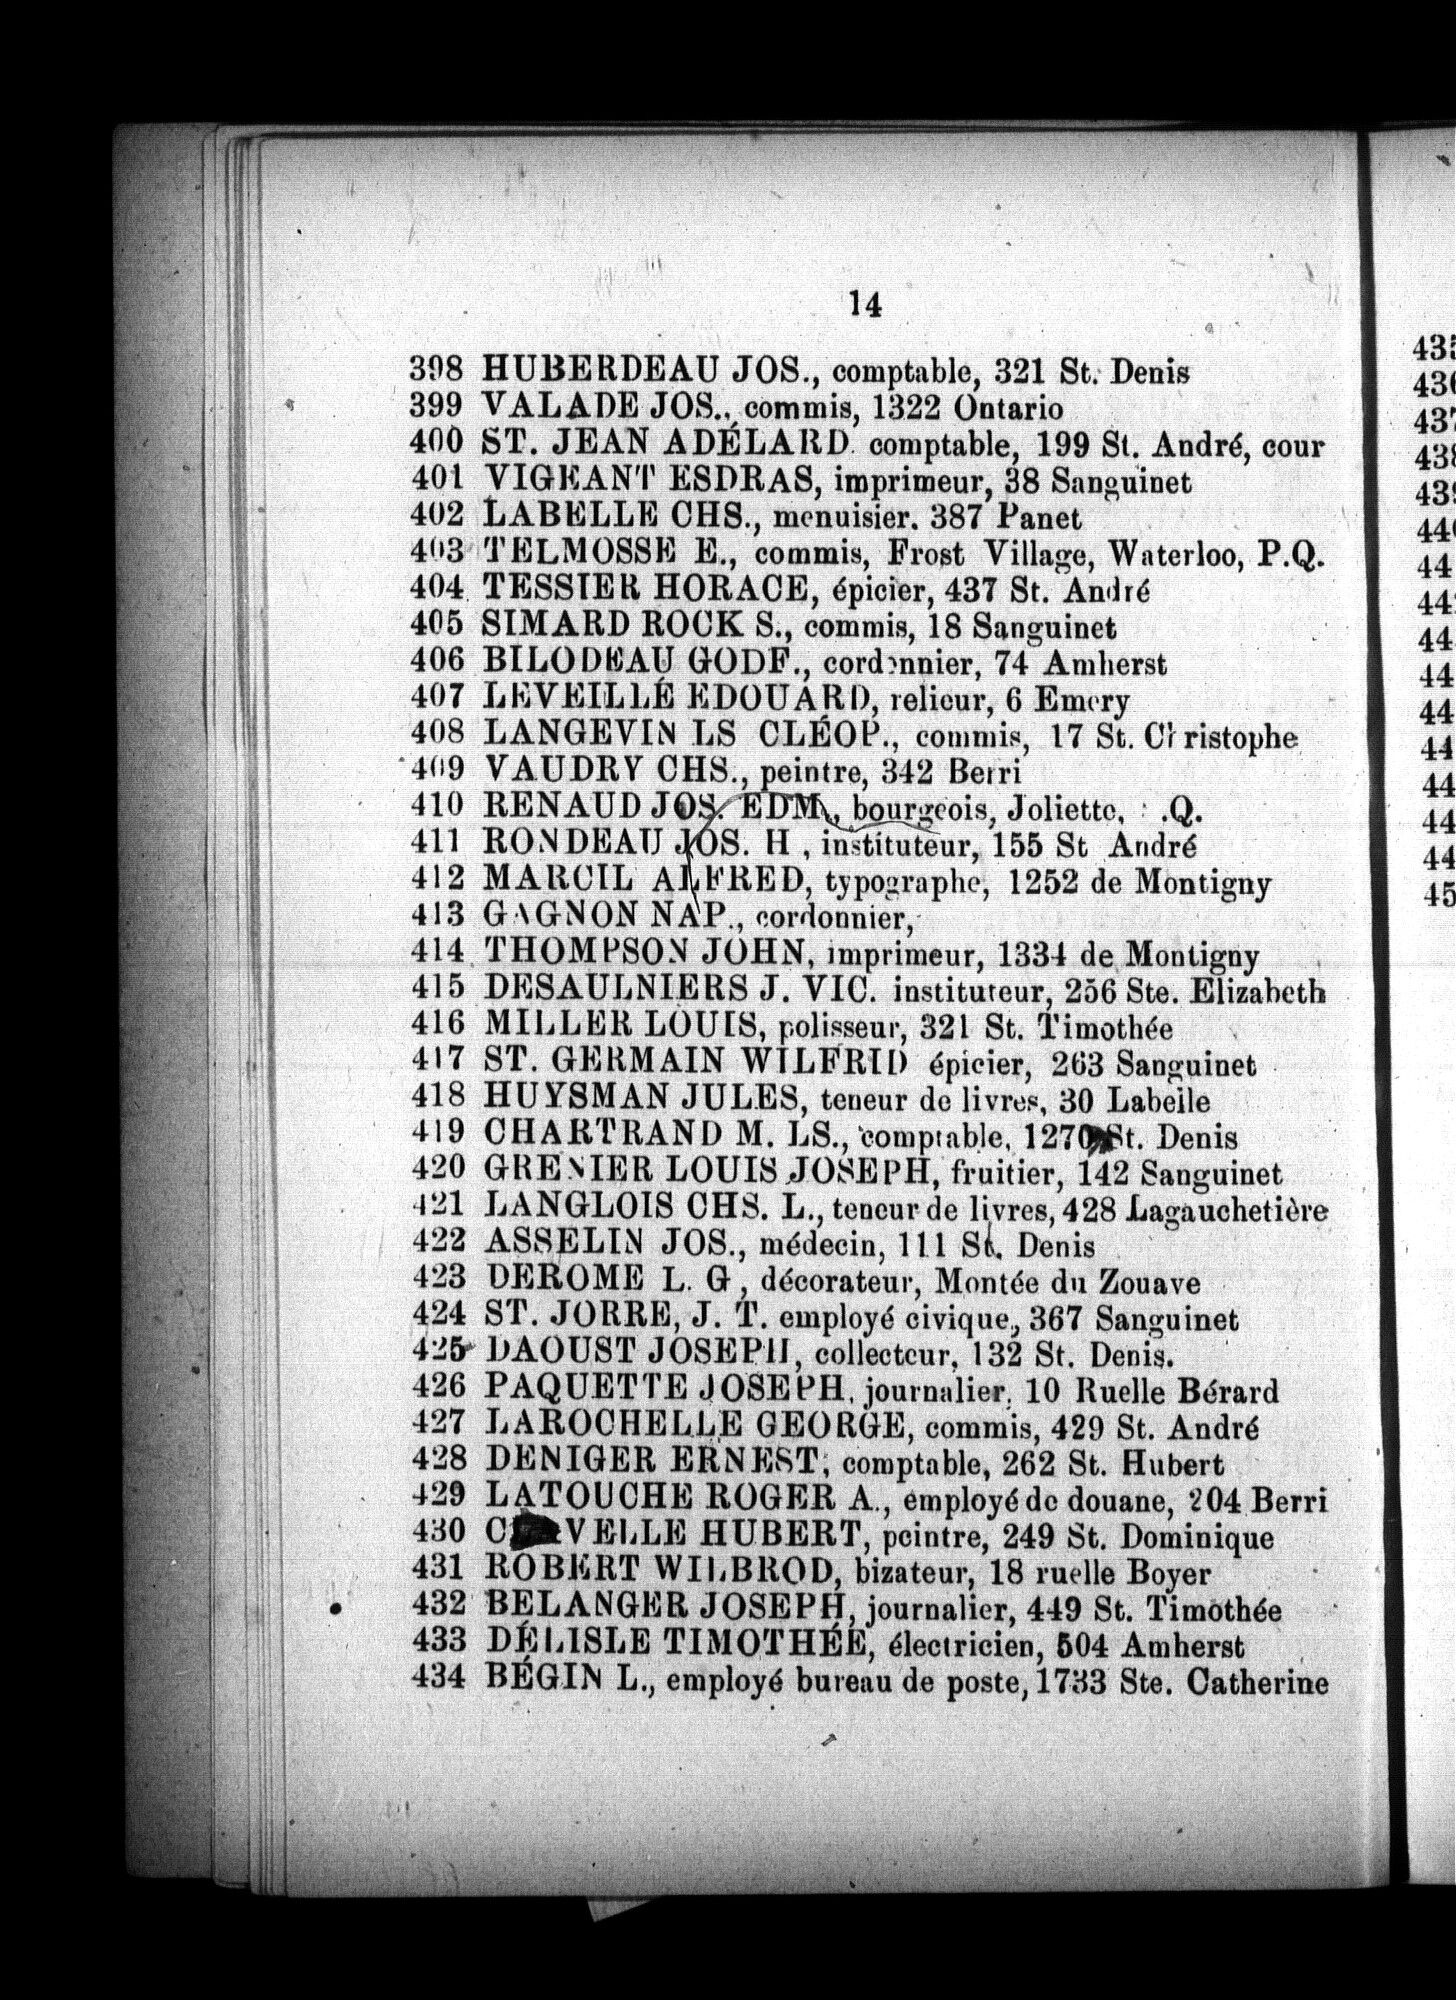 14
398 HUBERDEAU JOS., comptable, 321 St. Denis
399 VALADE JOS., commis, 1322 Ontario
400 ST. JEAN ADÉLARD comptable, 199 St. André, cour
401 VIGEANT ESDRAS, imprimeur, 38 Sanguinet
402 LABELLE CHS., menuisier. 387 Panet
403 TELMOSSE E., commis, Frost Village, Waterloo, P.Q.
404 TESSIER HORACE, épicier, 437 St. André
405 SIMARD ROCK S., commis, 18 Sanguinet
406 BILODEAU GODF., cordonnier, 74 Amherst
407 LEVEILLÉ EDOUARD, relieur, 6 Emery
408 LANGEVIN LS CLÉOP., commis, 17 St. Christophe
409 VAUDRY CHS., peintre, 342 Berri
410 RENAUD JOS. EDM., bourgeois, Joliette, .Q.
411 RONDEAU JOS. H , instituteur, 155 St André
412 MARCIL ALFRED, typographe, 1252 de Montigny
413 GAGNON NAP., cordonnier,
414 THOMPSON JOHN, imprimeur, 1334 de Montigny
415 DESAULNIERS J. VIC. instituteur, 256 Ste. Elizabeth
416 MILLER LOUIS, polisseur, 321 St. Timothée
417 ST. GERMAIN WILFRID épicier, 263 Sanguinet
418 HUYSMAN JULES, teneur de livres, 30 Labelle
419 CHARTRAND M. LS., comptable, 1270 St. Denis
420 GRENIER LOUIS JOSEPH, fruitier, 142 Sanguinet
421 LANGLOIS CHS. L., teneur de livres, 428 Lagauchetière
422 ASSELIN JOS., médecin, 111 St. Denis
423 DEROME L. G , décorateur, Montée du Zouave
424 ST. JORRE, J. T. employé civique, 367 Sanguinet
425 DAOUST JOSEPH, collecteur, 132 St. Denis.
426 PAQUETTE JOSEPH, journalier, 10 Ruelle Bérard
427 LAROCHELLE GEORGE, commis, 429 St. André
428 DENIGER ERNEST, comptable, 262 St. Hubert
429 LATOUCHE ROGER A., employé de douane, 204 Berri
430 HUBERT, peintre, 249 St. Dominique
431 ROBERT WILBROD, bizateur, 18 ruelle Boyer
432 BELANGER JOSEPH, journalier, 449 St. Timothée
433 DÉLISLE TIMOTHÉE, électricien, 504 Amherst
434 BÉGIN L., employé bureau de poste, 1733 Ste. Catherine